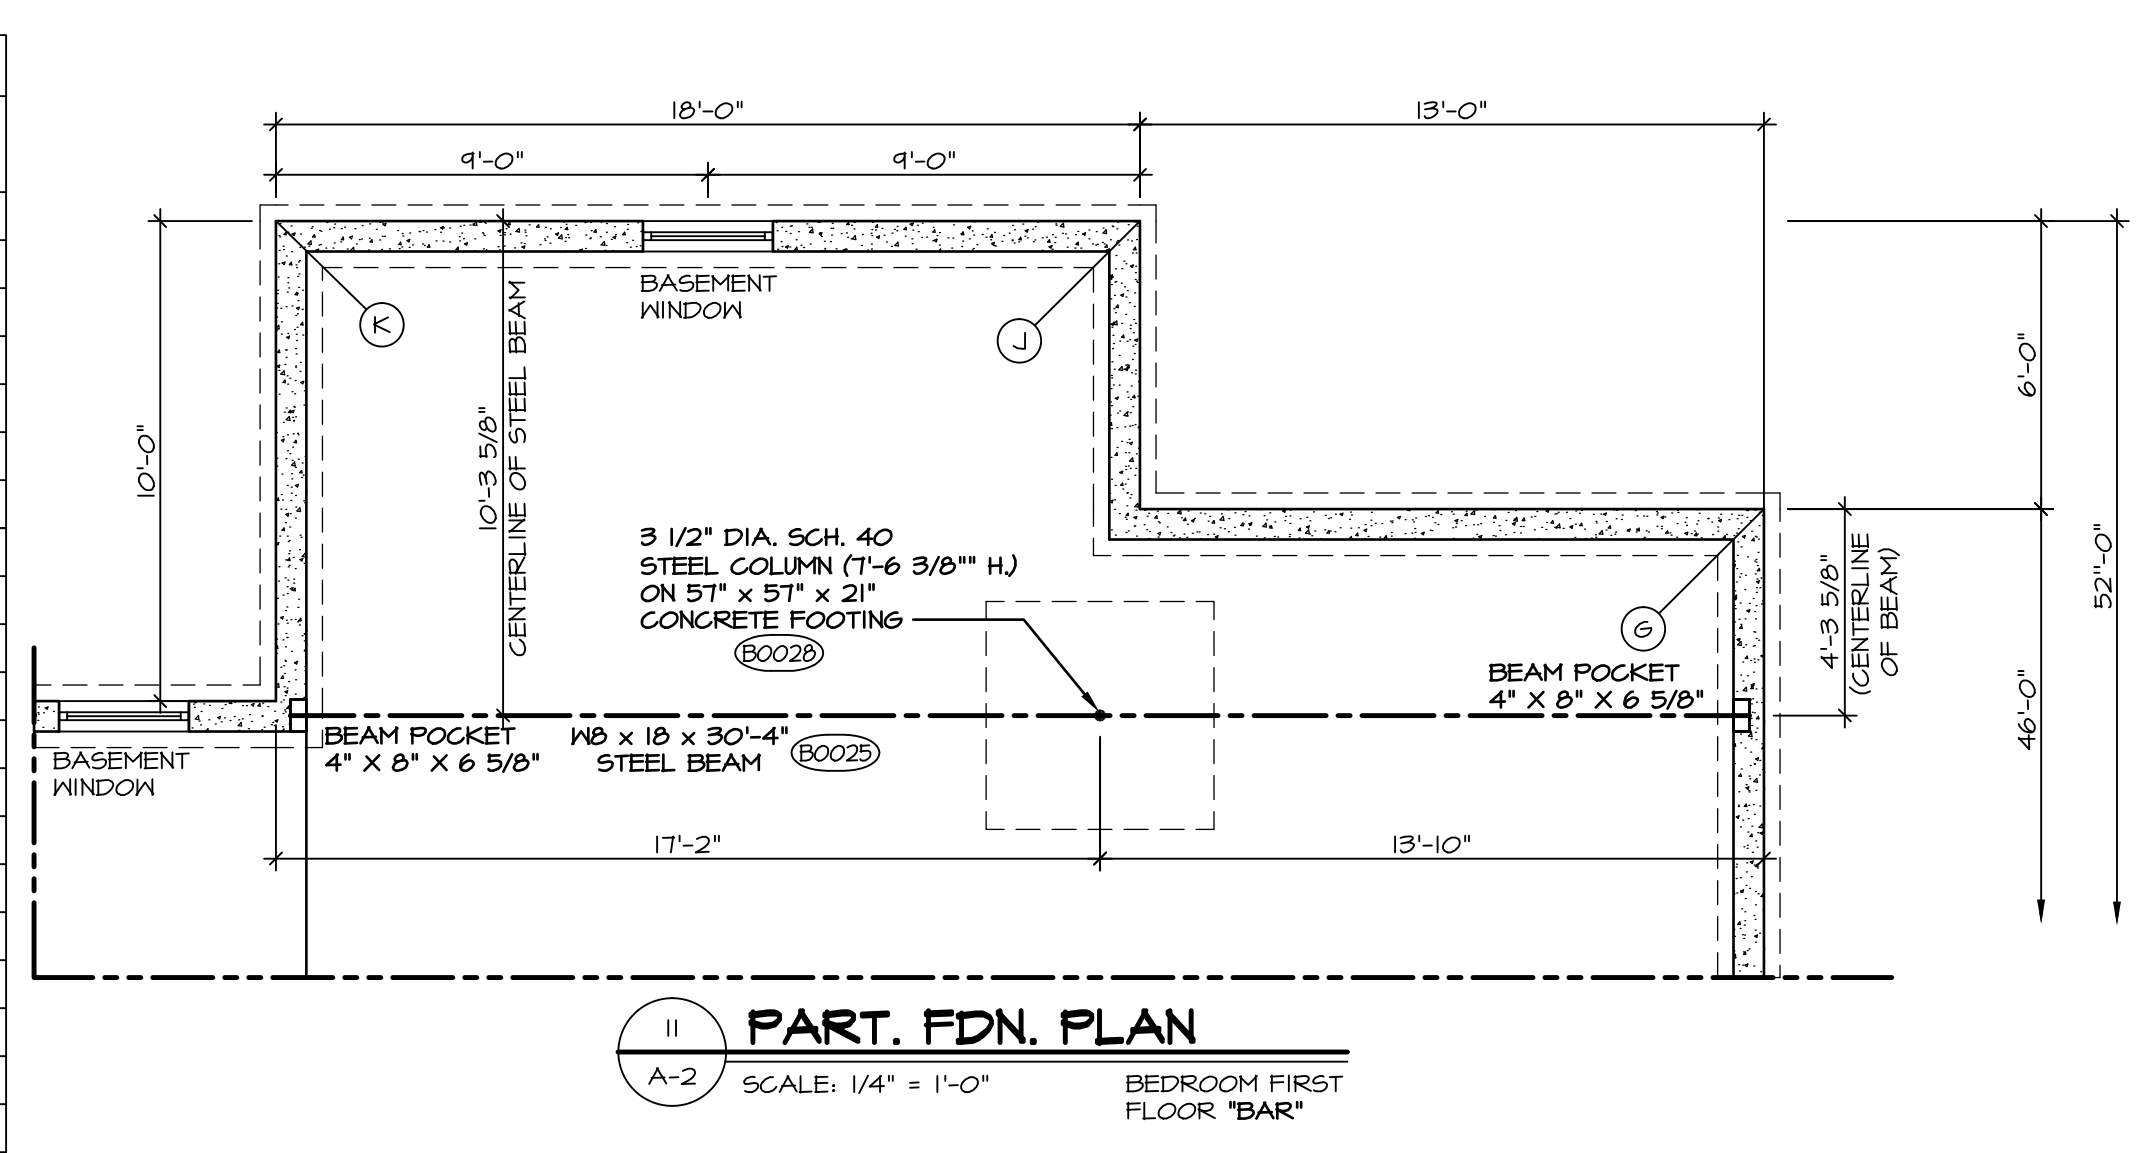 18'-0"
13'-0"
9'-0"
9'-0"
BASEMENT
WINDOW
K
J
10'-0"
10'-3 5/8"
CENTERLINE OF STEEL BEAM
6'-0"
3 1/2" DIA. SCH. 40
STEEL COLUMN (7'-6 3/8"" H.)
ON 57" x 57" x 21"
CONCRETE FOOTING
B0028
G
4'-3 5/8"
(CENTERLINE
OF BEAM)
52"-0"
46'-0"
BEAM POCKET
4" X 8" X 6 5/8"
BEAM POCKET
4" X 8" X 6 5/8"
W8 x 18 x 30'-4"
STEEL BEAM
B0025
BASEMENT
WINDOW
17'-2"
13'-10"
11
A-2
PART. FDN. PLAN
SCALE: 1/4" = 1'-0"
BEDROOM FIRST
FLOOR "BAR"